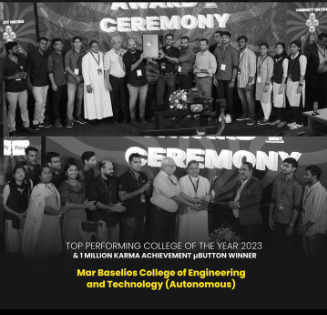 AWARD
CEREMONY
CEREMONY
TOP PERFORMING COLLEGE OF THE YEAR 2023
& 1 MILLION KARMA ACHIEVEMENT µBUTTON WINNER
Mar Baselios College of Engineering
and Technology (Autonomous)